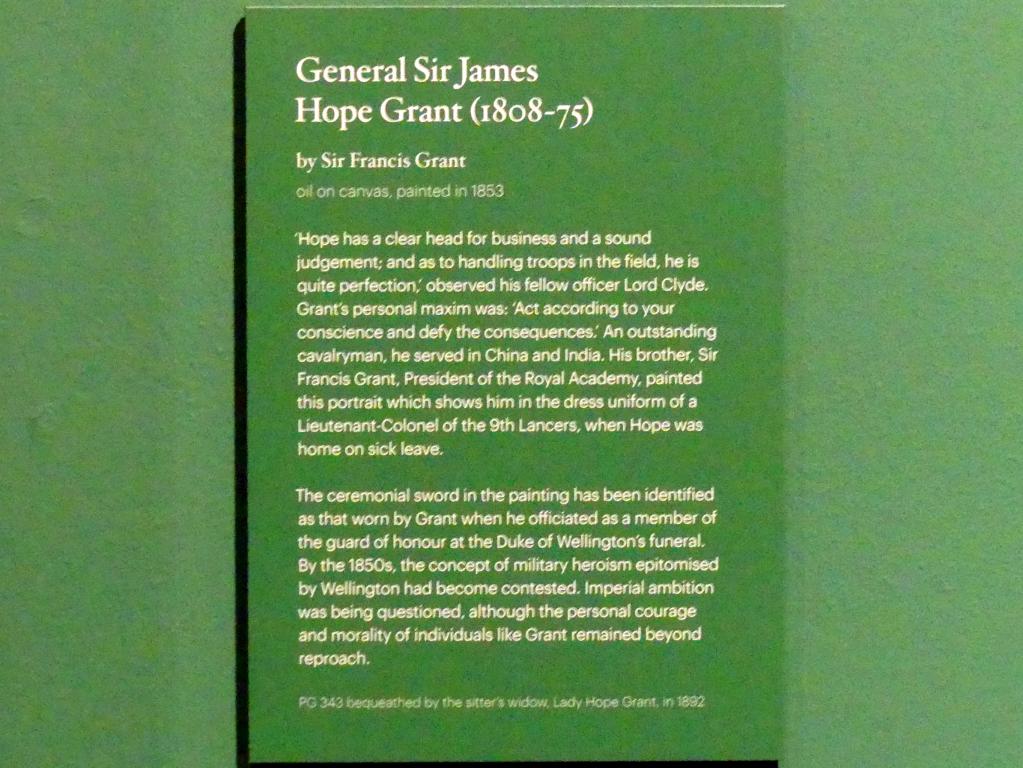 General Sir James
Hope Grant (1808-75)
by Sir Francis Grant
oil on canvas, painted in 1853
‘Hope has a clear head for business and a sound
judgement; and as to handling troops in the field, he is
quite perfection,’ observed his fellow officer Lord Clyde.
Grant’s personal maxim was: ‘Act according to your
conscience and defy the consequences.’ An outstanding
cavalryman, he served in China and India. His brother, Sir
Francis Grant, President of the Royal Academy, painted
this portrait which shows him in the dress uniform of a
Lieutenant-Colonel of the 9th Lancers, when Hope was
home on sick leave.
The ceremonial sword in the painting has been identified
as that worn by Grant when he officiated as a member of
the guard of honour at the Duke of Wellington’s funeral.
By the 1850s, the concept of military heroism epitomised
by Wellington had become contested. Imperial ambition
was being questioned, although the personal courage
and morality of individuals like Grant remained beyond
reproach.
PG 343 bequeathed by the sitter’s widow, Lady Hope Grant, in 1892